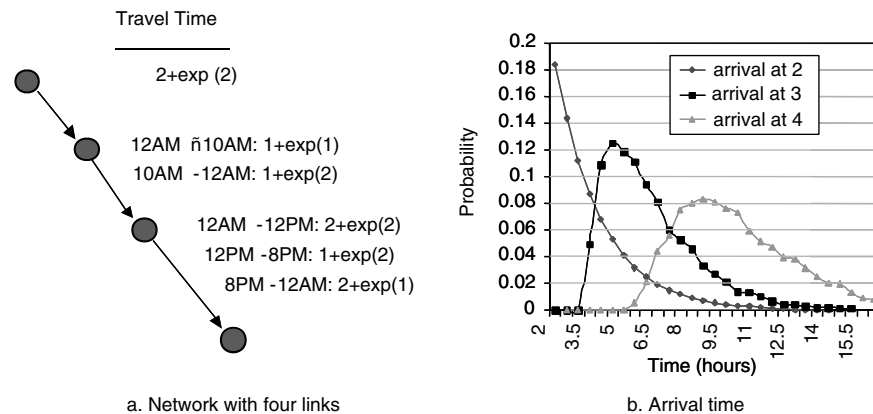 Travel Time
2+exp (2)
12AM ñ10AM: 1+exp(1)
10AM -12AM: 1+exp(2)
12AM -12PM: 2+exp(2)
12PM -8PM: 1+exp(2)
8PM -12AM: 2+exp(1)
a. Network with four links
0.2
0.18
0.16
0.14
0.12
0.1
0.08
0.06
0.04
0.02
0
Probability
arrival at 2
arrival at 3
arrival at 4
2
3.5
5
6.5
8
9.5
11
12.5
14
15.5
Time (hours)
b. Arrival time